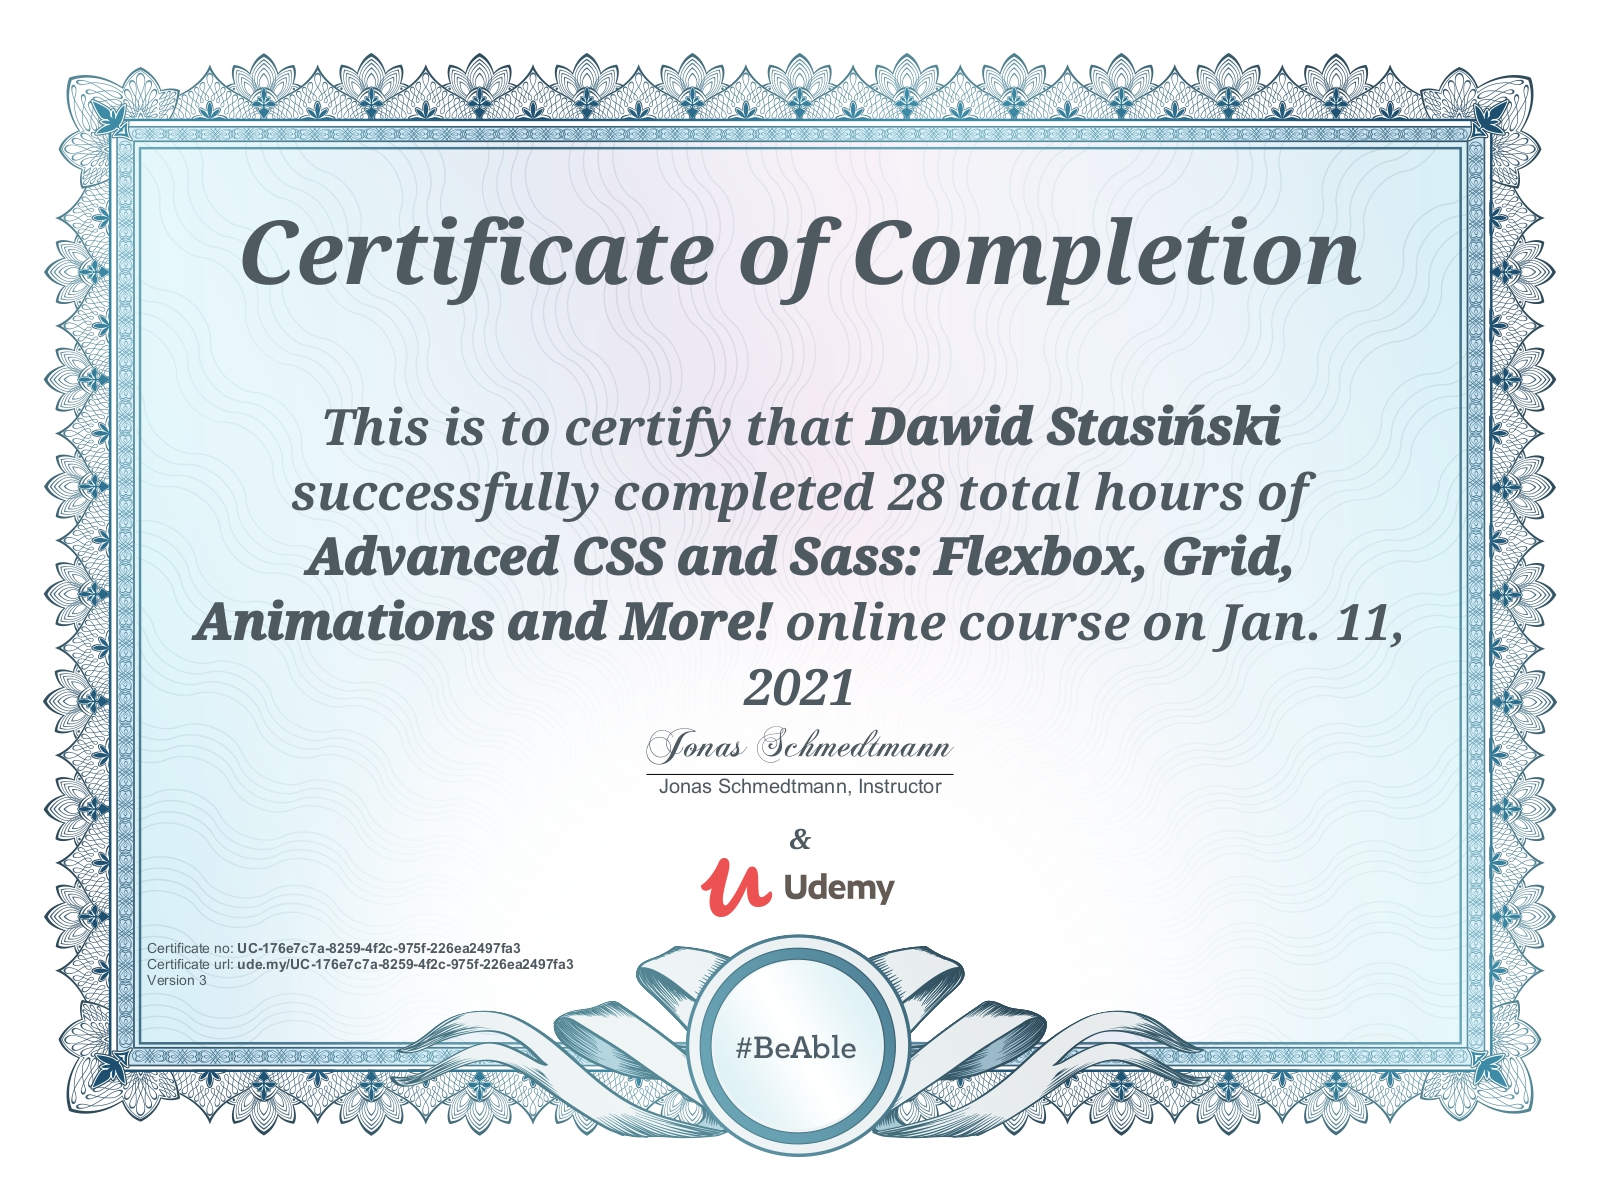 Certificate of Completion
This is to certify that Dawid Stasiński
successfully completed 28 total hours of
Advanced CSS and Sass: Flexbox, Grid,
Animations and More! online course on Jan. 11,
2021
Jonas Schmedtmann
Jonas Schmedtmann, Instructor
&
Udemy
Certificate no: UC-176e7c7a-8259-4f2c-975f-226ea2497fa3
Certificate url: ude.my/UC-176e7c7a-8259-4f2c-975f-226ea2497fa3
Version 3
#BeAble